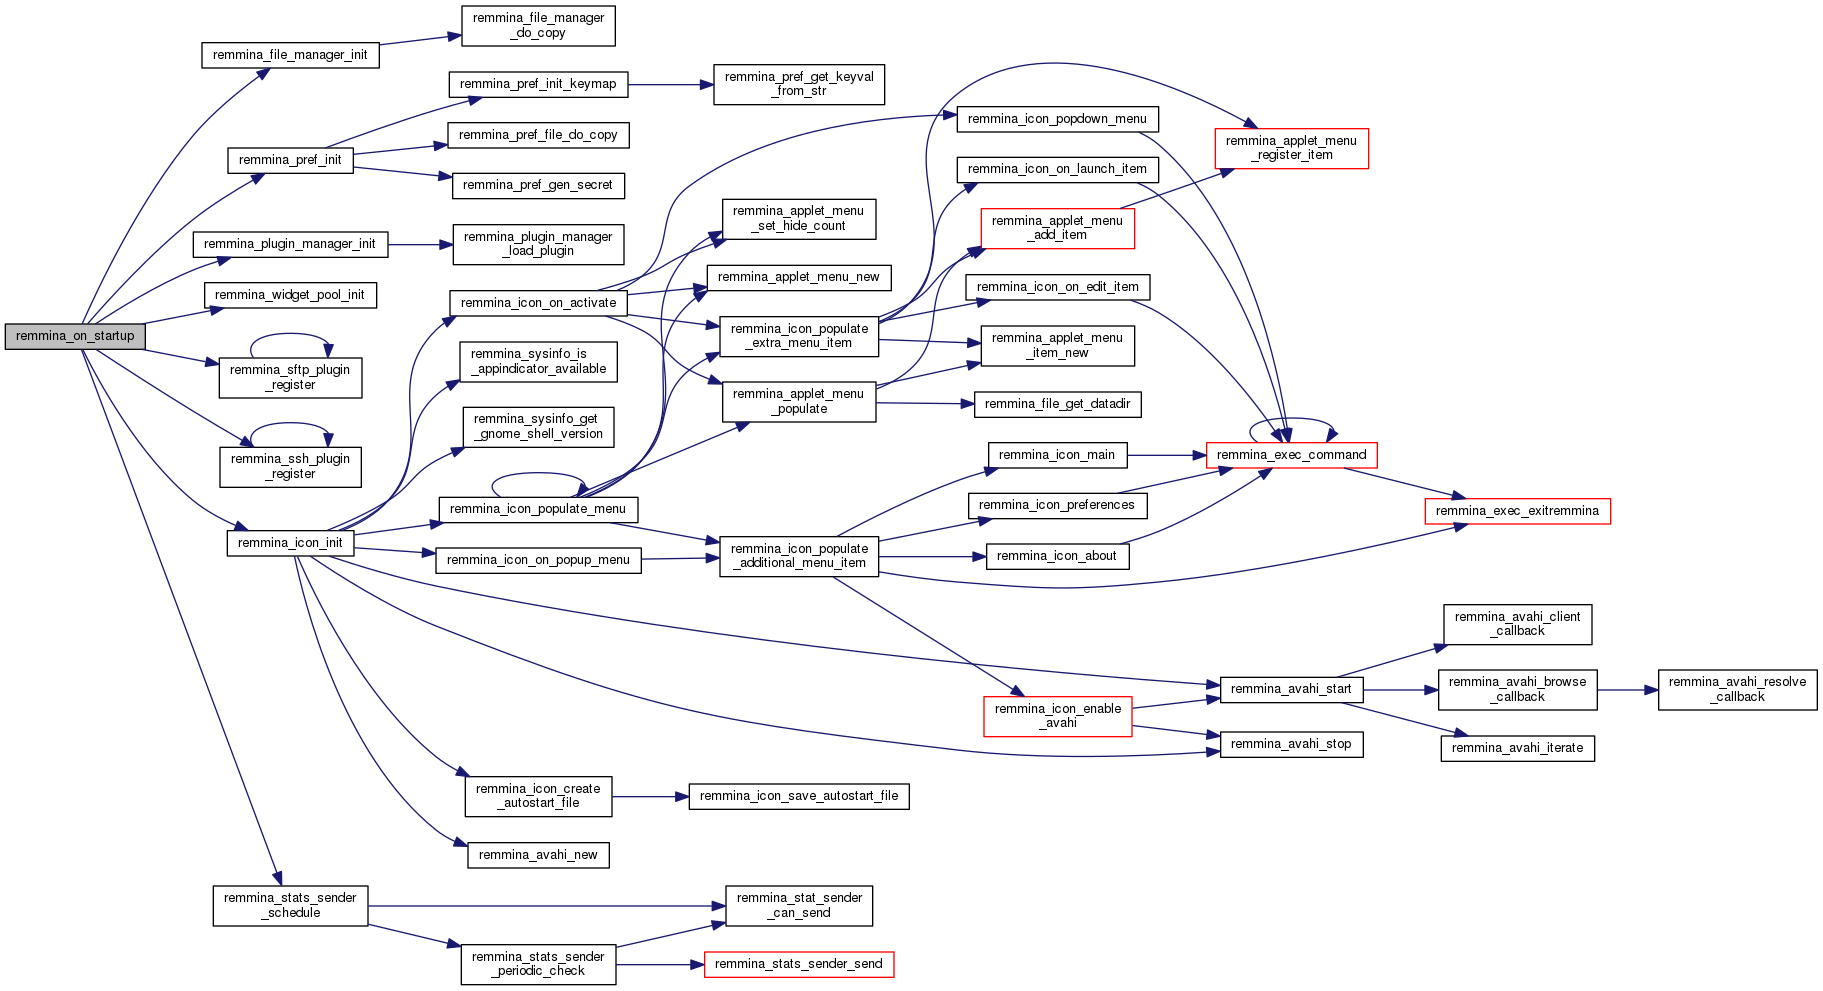 remmina_on_startup
remmina_file_manager_init
remmina_pref_init
remmina_plugin_manager_init
remmina_widget_pool_init
remmina_sftp_plugin
_register
remmina_ssh_plugin
_register
remmina_icon_init
remmina_stats_sender
_schedule
remmina_file_manager
_do_copy
remmina_pref_init_keymap
remmina_pref_file_do_copy
remmina_pref_gen_secret
remmina_plugin_manager
_load_plugin
remmina_icon_on_activate
remmina_sysinfo_is
_appindicator_available
remmina_sysinfo_get
_gnome_shell_version
remmina_icon_populate_menu
remmina_icon_on_popup_menu
remmina_icon_create
_autostart_file
remmina_avahi_new
remmina_stats_sender
_periodic_check
remmina_pref_get_keyval
_from_str
remmina_applet_menu
_set_hide_count
remmina_applet_menu_new
remmina_icon_populate
_extra_menu_item
remmina_applet_menu
_populate
remmina_icon_populate
_additional_menu_item
remmina_icon_save_autostart_file
remmina_stat_sender
_can_send
remmina_stats_sender_send
remmina_icon_popdown_menu
remmina_icon_on_launch_item
remmina_applet_menu
_add_item
remmina_icon_on_edit_item
remmina_applet_menu
_item_new
remmina_file_get_datadir
remmina_icon_main
remmina_icon_preferences
remmina_icon_about
remmina_icon_enable
_avahi
remmina_applet_menu
_register_item
remmina_exec_command
remmina_avahi_start
remmina_avahi_stop
remmina_exec_exitremmina
remmina_avahi_client
_callback
remmina_avahi_browse
_callback
remmina_avahi_iterate
remmina_avahi_resolve
_callback